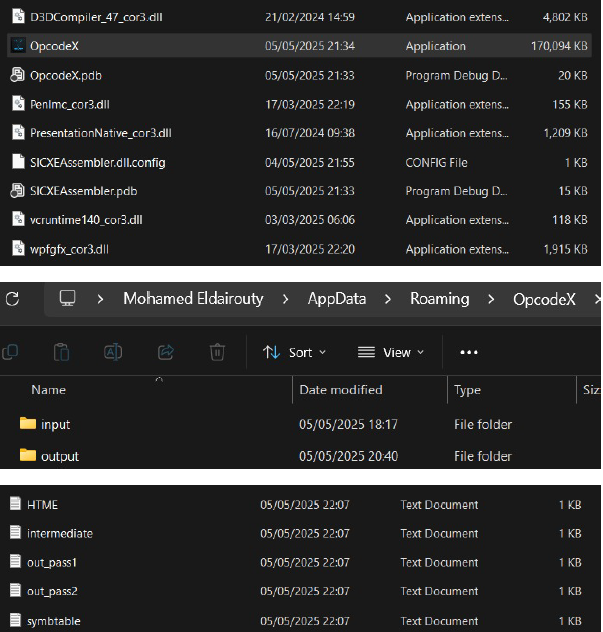 D3DCompiler_47_cor3.dll 21/02/2024 14:59 Application extens... 4,802 KB
OpcodeX 05/05/2025 21:34 Application 170,094 KB
OpcodeX.pdb 05/05/2025 21:33 Program Debug D... 20 KB
PenImc_cor3.dll 17/03/2025 22:19 Application extens... 155 KB
PresentationNative_cor3.dll 16/07/2024 09:38 Application extens... 1,209 KB
SICXEAssembler.dll.config 04/05/2025 21:55 CONFIG File 1 KB
SICXEAssembler.pdb 05/05/2025 21:33 Program Debug D... 15 KB
vcruntime140_cor3.dll 03/03/2025 06:06 Application extens... 118 KB
wpfgfx_cor3.dll 17/03/2025 22:20 Application extens... 1,915 KB
Mohamed Eldairouty > AppData > Roaming > OpcodeX
Sort View
Name Date modified Type Siz
input 05/05/2025 18:17 File folder
output 05/05/2025 20:40 File folder
HTME 05/05/2025 22:07 Text Document 1 KB
intermediate 05/05/2025 22:07 Text Document 1 KB
out_pass1 05/05/2025 22:07 Text Document 1 KB
out_pass2 05/05/2025 22:07 Text Document 1 KB
symbtable 05/05/2025 22:07 Text Document 1 KB